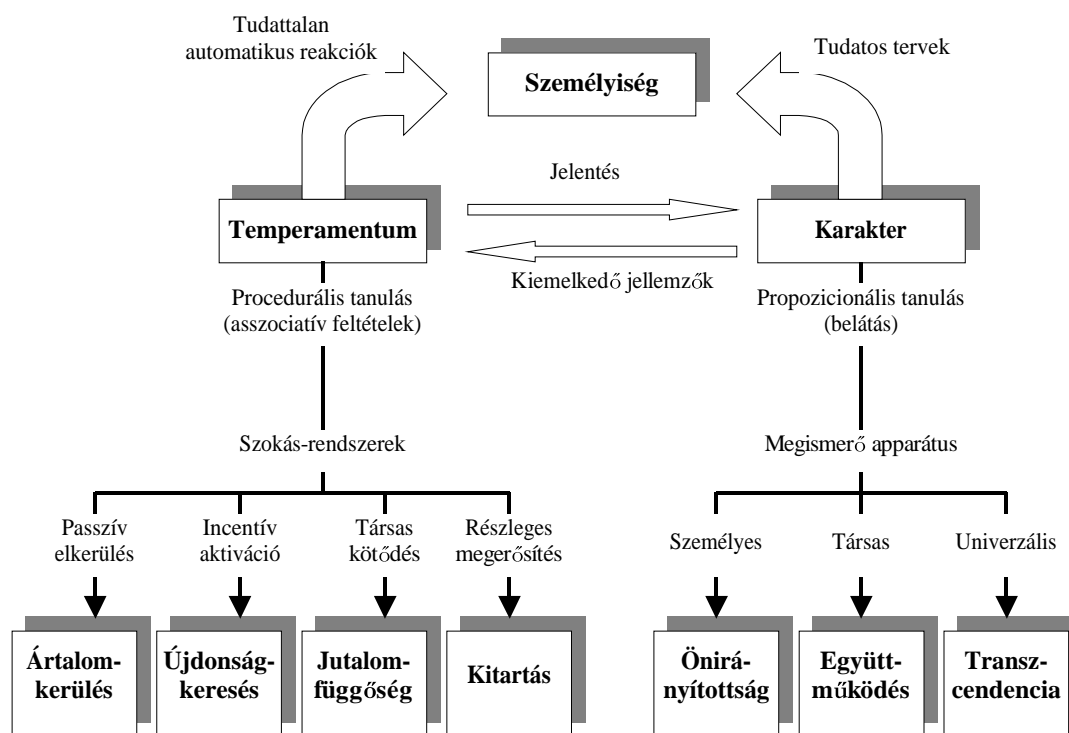 Tudattalan
automatikus reakciók
Személyiség
Tudatos tervek
Jelentés
Temperamentum
Karakter
Kiemelkedő jellemzők
Procedurális tanulás
(asszociatív feltételek)
Propozicionális tanulás
(belátás)
Szokás-rendszerek
Megismerő apparátus
Passzív
elkerülés
Incentív
aktiváció
Társas
kötődés
Részleges
megerősítés
Személyes
Társas
Univerzális
Ártalom-
kerülés
Újdonság-
keresés
Jutalom-
függőség
Kitartás
Önirá-
nyítottság
Együtt-
működés
Transz-
cendencia